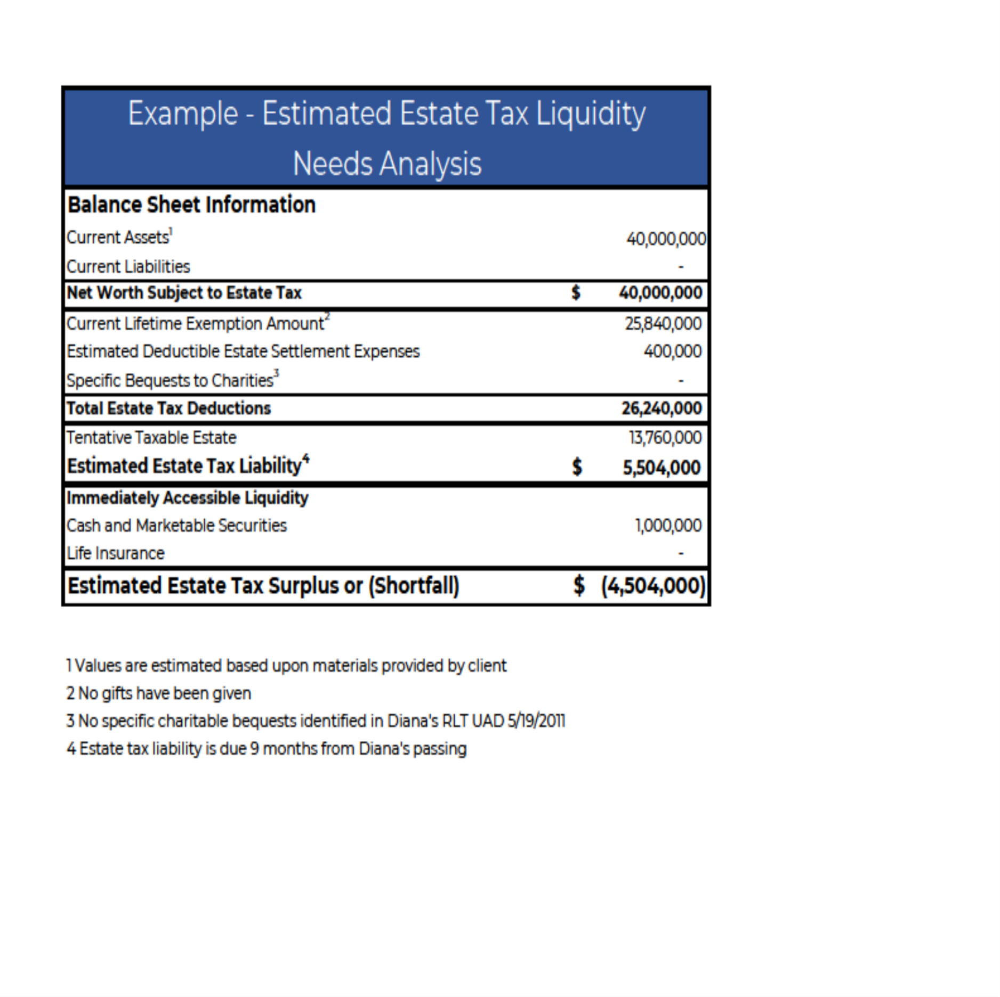 Example - Estimated Estate Tax Liquidity
Needs Analysis
Balance Sheet Information
Current Assets¹ 40,000,000
Current Liabilities -
Net Worth Subject to Estate Tax $ 40,000,000
Current Lifetime Exemption Amount² 25,840,000
Estimated Deductible Estate Settlement Expenses 400,000
Specific Bequests to Charities³ -
Total Estate Tax Deductions 26,240,000
Tentative Taxable Estate 13,760,000
Estimated Estate Tax Liability⁴ $ 5,504,000
Immediately Accessible Liquidity
Cash and Marketable Securities 1,000,000
Life Insurance -
Estimated Estate Tax Surplus or (Shortfall) $ (4,504,000)
1 Values are estimated based upon materials provided by client
2 No gifts have been given
3 No specific charitable bequests identified in Diana's RLT UAD 5/19/2011
4 Estate tax liability is due 9 months from Diana's passing